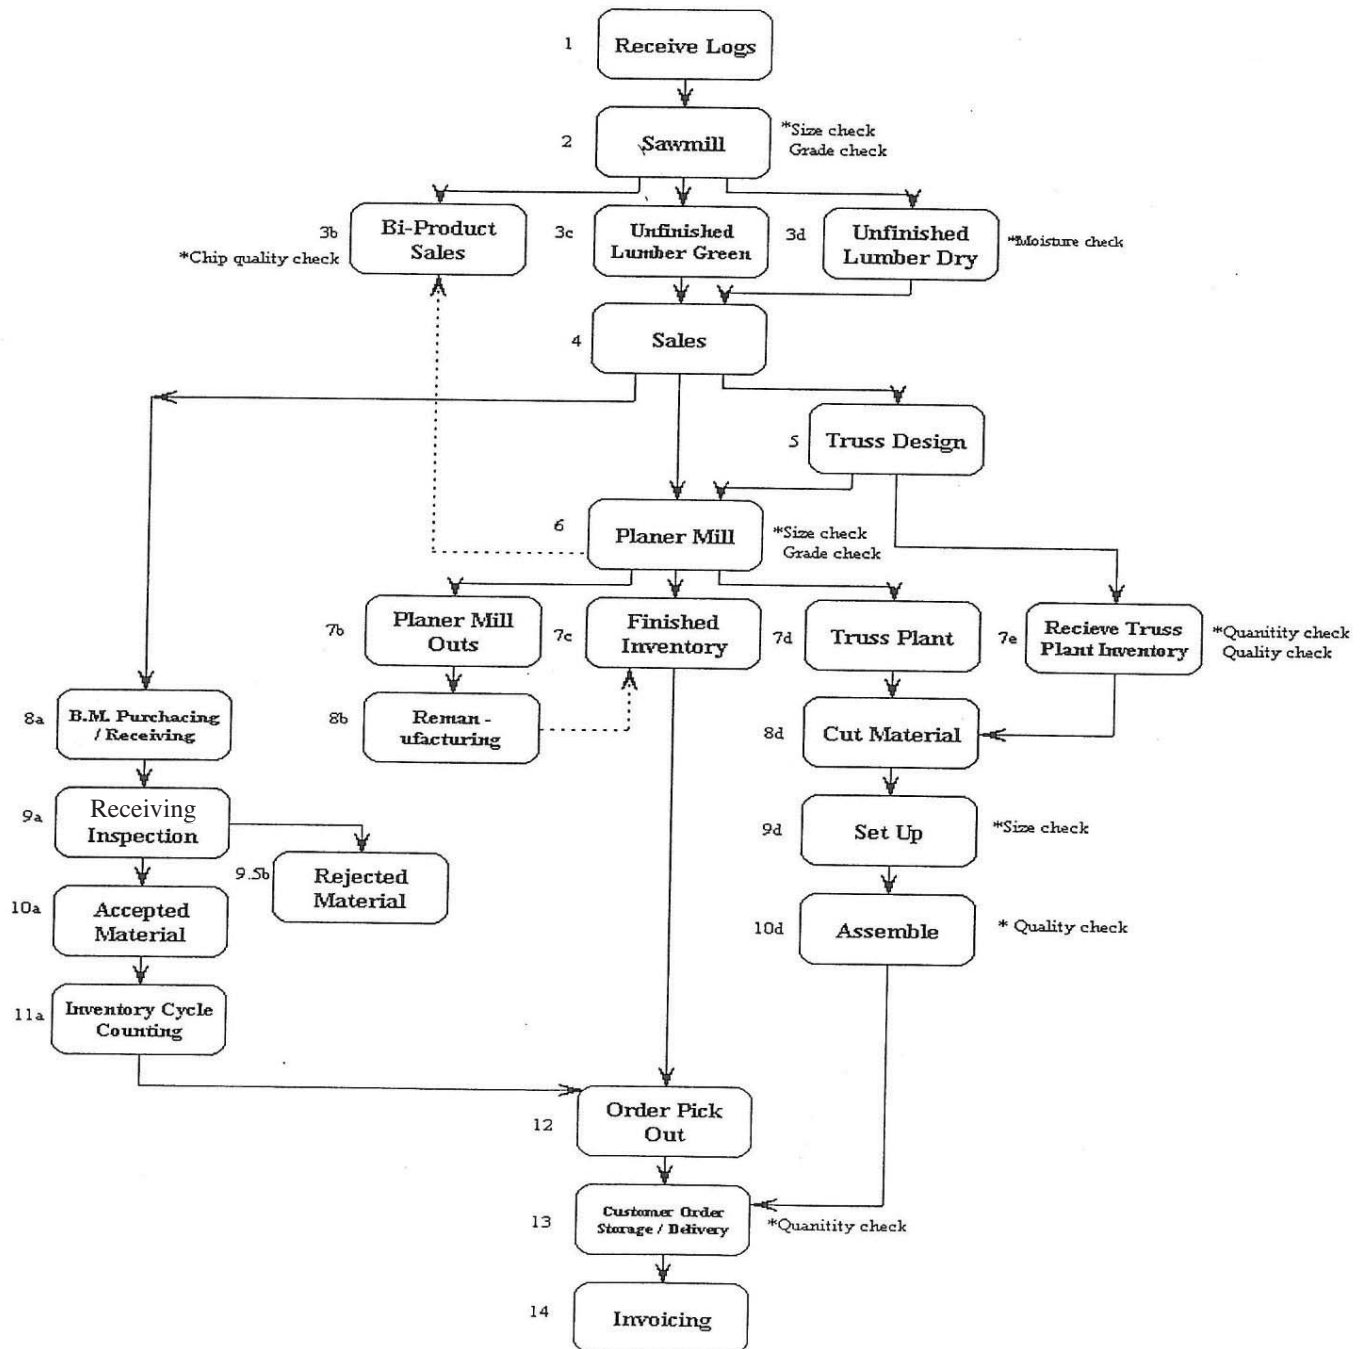 1
Receive Logs
2
Sawmill
*Size check
Grade check
3b
Bi-Product
Sales
*Chip quality check
3c
Unfinished
Lumber Green
3d
Unfinished
Lumber Dry
*Moisture check
4
Sales
5
Truss Design
6
Planer Mill
*Size check
Grade check
7b
Planer Mill
Outs
7c
Finished
Inventory
7d
Truss Plant
7e
Recieve Truss
Plant Inventory
*Quanitity check
Quality check
8a
B.M. Purchacing
/ Receiving
8b
Reman -
ufacturing
8d
Cut Material
9a
Receiving
Inspection
9.5b
Rejected
Material
9d
Set Up
*Size check
10a
Accepted
Material
10d
Assemble
* Quality check
11a
Inventory Cycle
Counting
12
Order Pick
Out
13
Customer Order
Storage / Delivery
*Quanitity check
14
Invoicing